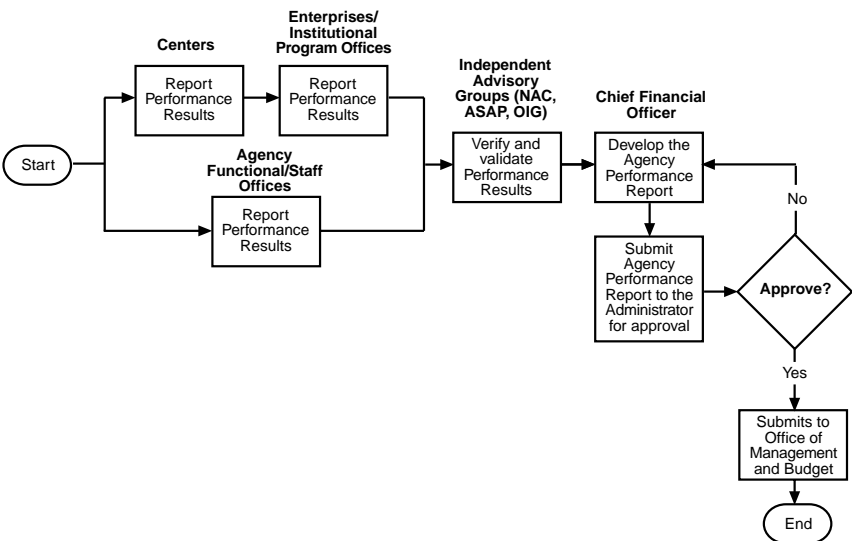 Centers
Report
Performance
Results
Enterprises/
Institutional
Program Offices
Report
Performance
Results
Start
Agency
Functional/Staff
Offices
Report
Performance
Results
Independent
Advisory
Groups (NAC,
ASAP, OIG)
Verify and
validate
Performance
Results
Chief Financial
Officer
Develop the
Agency
Performance
Report
Submit
Agency
Performance
Report to the
Administrator
for approval
No
Approve?
Yes
Submits to
Office of
Management
and Budget
End